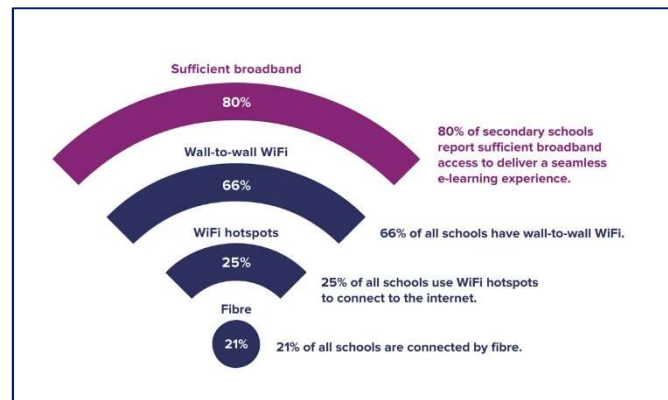 Sufficient broadband
80%
80% of secondary schools
report sufficient broadband
access to deliver a seamless
e-learning experience.
Wall-to-wall WiFi
66%
66% of all schools have wall-to-wall WiFi.
WiFi hotspots
25%
25% of all schools use WiFi hotspots
to connect to the internet.
Fibre
21%
21% of all schools are connected by fibre.